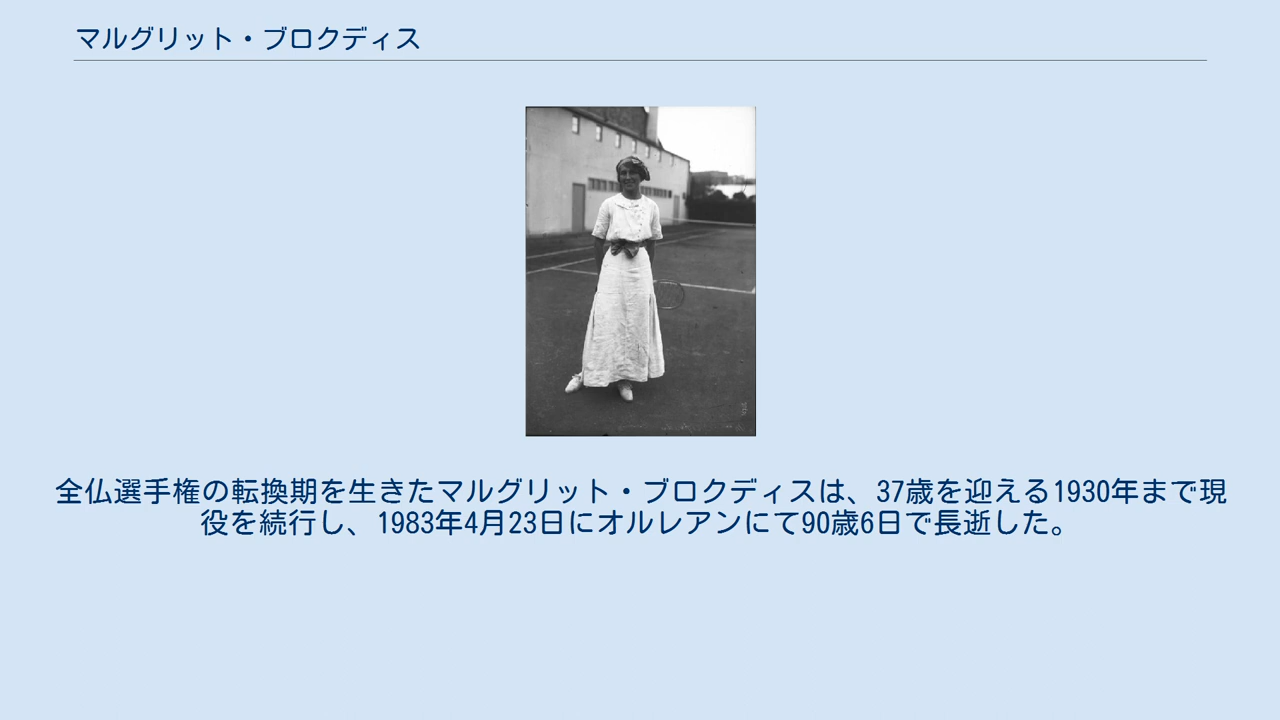 マルグリット・ブロクディス
全仏選手権の転換期を生きたマルグリット・ブロクディスは、37歳を迎える1930年まで現
役を続行し、1983年4月23日にオルレアンにて90歳6日で長逝した。